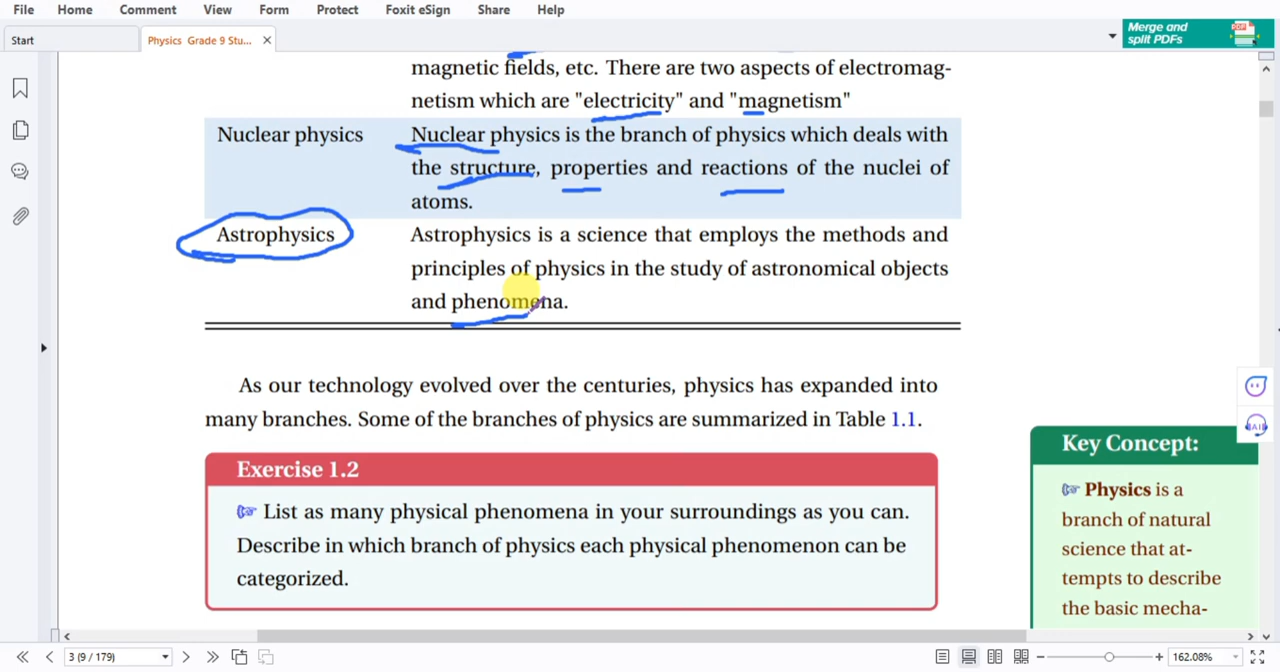 File Home Comment View Form Protect Foxit eSign Share Help
Start
Physics Grade 9 Stu...
Merge and
split PDFs
PDF
magnetic fields, etc. There are two aspects of electromag-
netism which are "electricity" and "magnetism"
Nuclear physics
Nuclear physics is the branch of physics which deals with
the structure, properties and reactions of the nuclei of
atoms.
Astrophysics
Astrophysics is a science that employs the methods and
principles of physics in the study of astronomical objects
and phenomena.
As our technology evolved over the centuries, physics has expanded into
many branches. Some of the branches of physics are summarized in Table 1.1.
Exercise 1.2
List as many physical phenomena in your surroundings as you can.
Describe in which branch of physics each physical phenomenon can be
categorized.
Key Concept:
Physics is a
branch of natural
science that at-
tempts to describe
the basic mecha-
AI
3 (9 / 179)
162.08%